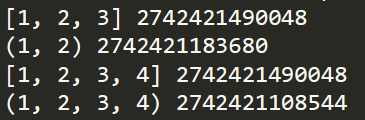 [1, 2, 3] 2742421490048
(1, 2) 2742421183680
[1, 2, 3, 4] 2742421490048
(1, 2, 3, 4) 2742421108544